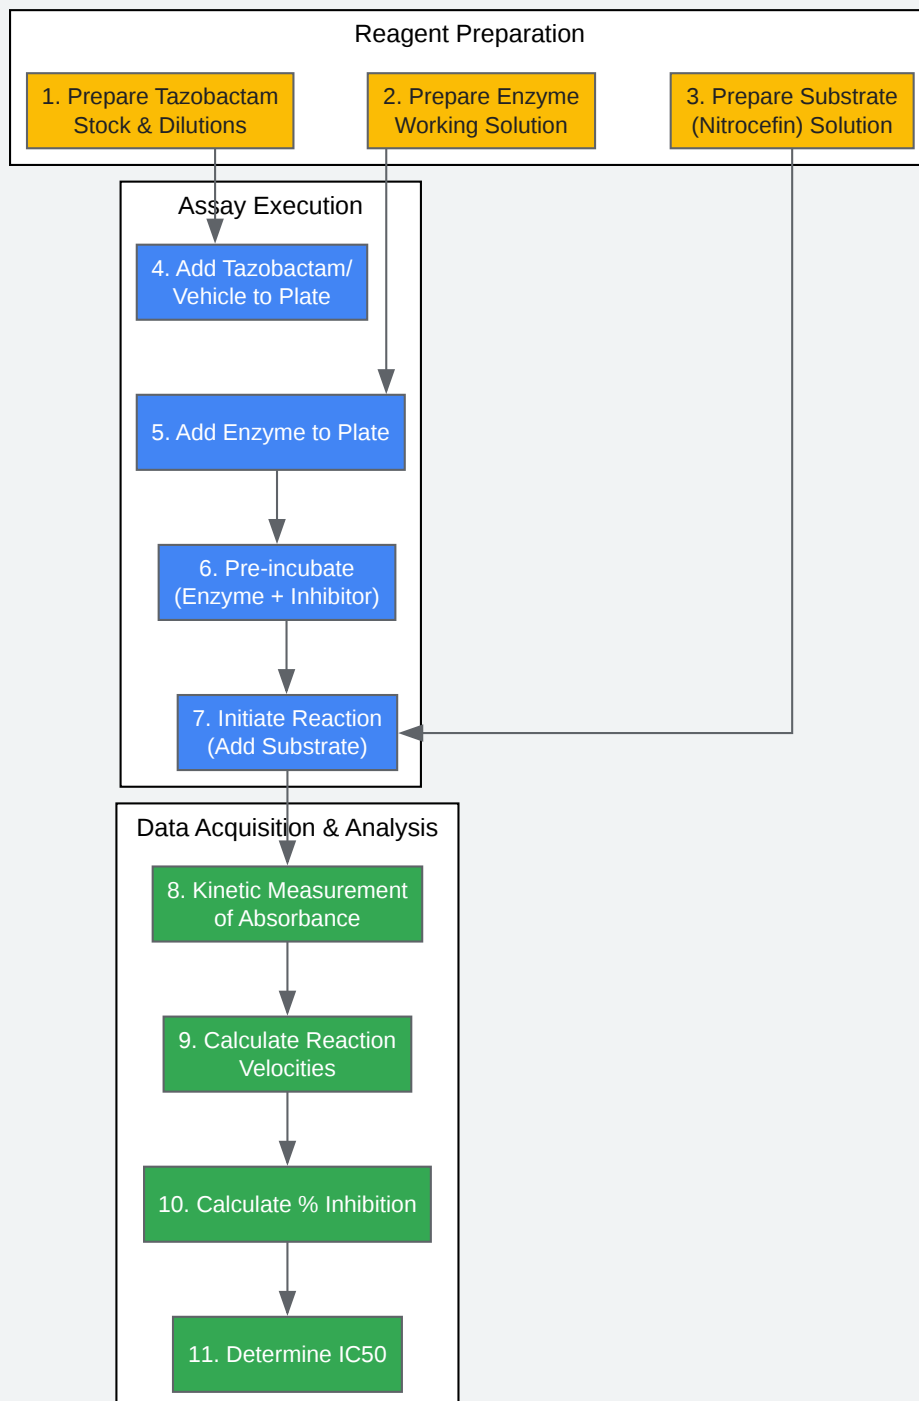 Reagent Preparation
1. Prepare Tazobactam
Stock & Dilutions
2. Prepare Enzyme
Working Solution
3. Prepare Substrate
(Nitrocefin) Solution
Assay Execution
4. Add Tazobactam/
Vehicle to Plate
5. Add Enzyme to Plate
6. Pre-incubate
(Enzyme + Inhibitor)
7. Initiate Reaction
(Add Substrate)
Data Acquisition & Analysis
8. Kinetic Measurement
of Absorbance
9. Calculate Reaction
Velocities
10. Calculate % Inhibition
11. Determine IC50